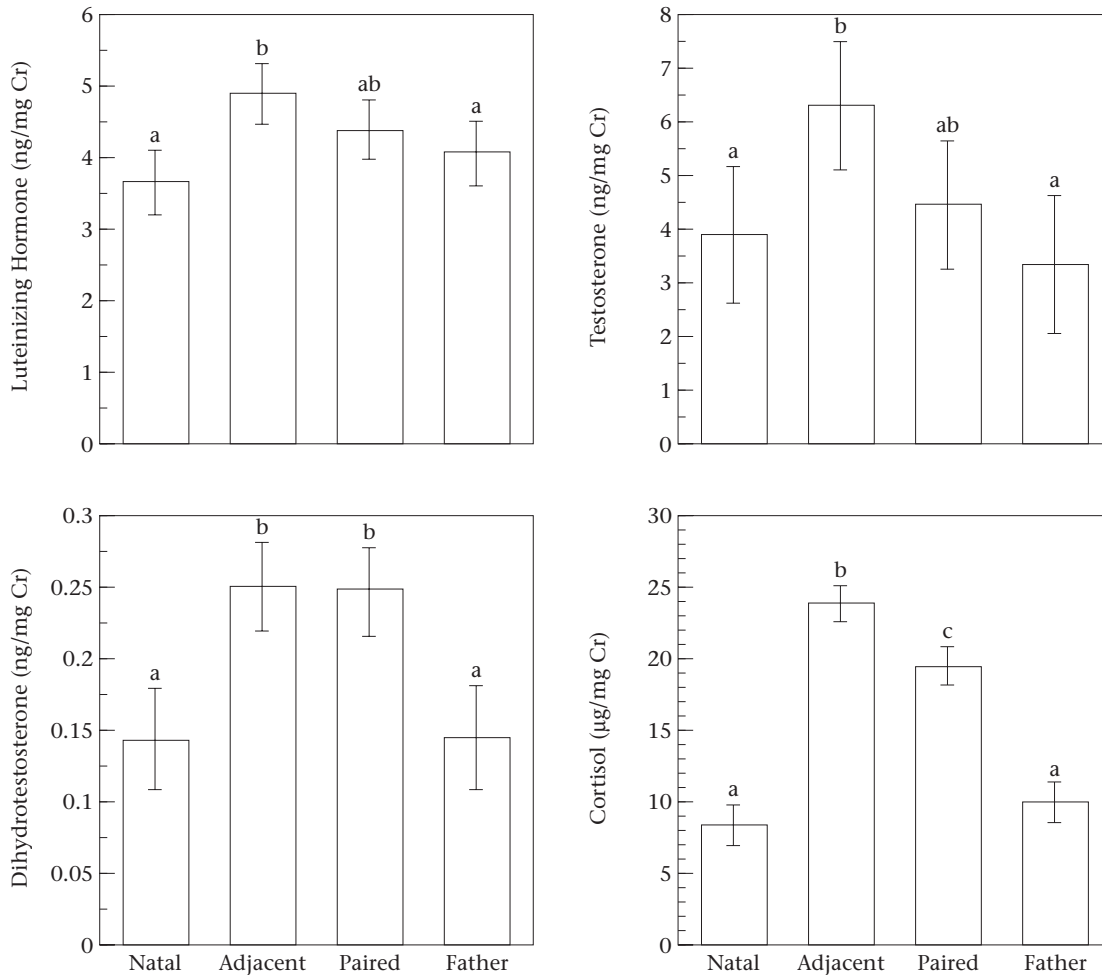 Luteinizing Hormone (ng/mg Cr)
6
5
4
3
2
1
0
a
b
ab
a
Testosterone (ng/mg Cr)
8
7
6
5
4
3
2
1
0
a
b
ab
a
Dihydrotestosterone (ng/mg Cr)
0.3
0.25
0.2
0.15
0.1
0.05
0
a
b
b
a
Natal Adjacent Paired Father
Cortisol (µg/mg Cr)
30
25
20
15
10
5
0
a
b
c
a
Natal Adjacent Paired Father